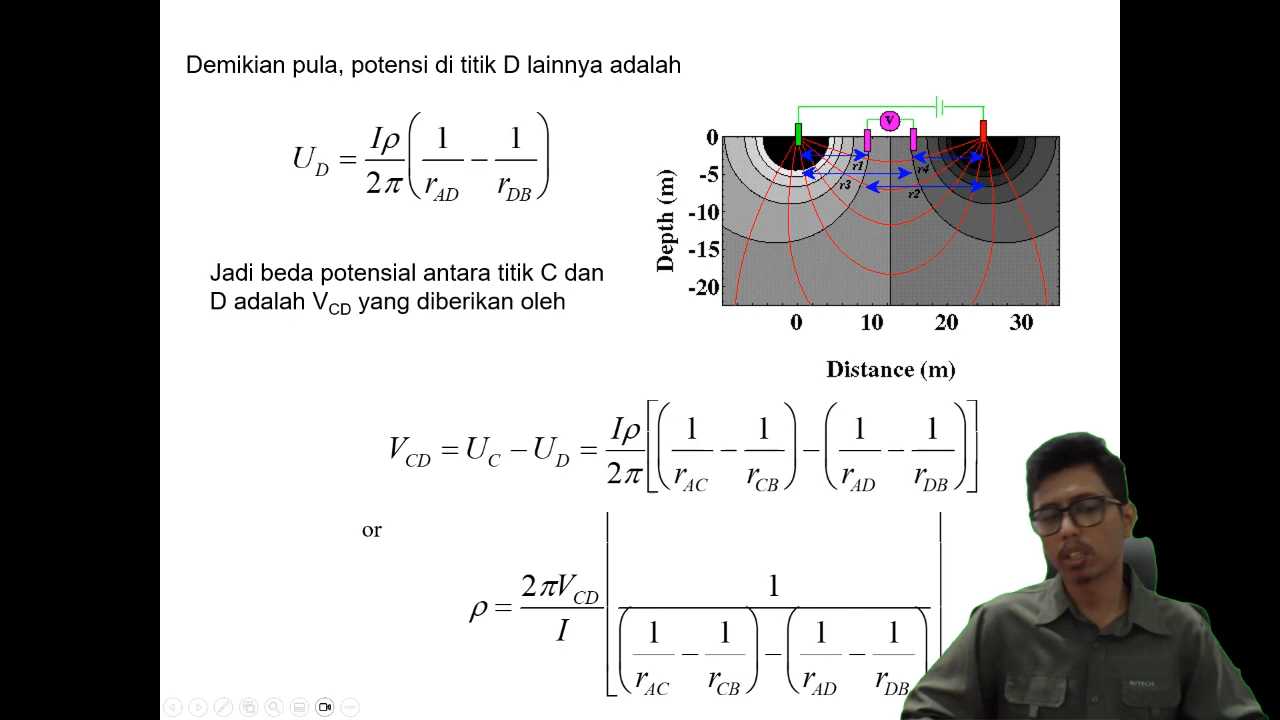 Demikian pula, potensi di titik D lainnya adalah
U_D = Iρ/2π (1/r_AD − 1/r_DB)
V
0
-5
-10
-15
-20
Depth (m)
r1
r4
r3
r2
0 10 20 30
Distance (m)
Jadi beda potensial antara titik C dan
D adalah V_CD yang diberikan oleh
V_CD = U_C − U_D = Iρ/2π [(1/r_AC − 1/r_CB) − (1/r_AD − 1/r_DB)]
or
ρ = 2πV_CD/I [1/((1/r_AC − 1/r_CB) − (1/r_AD − 1/r_DB))]